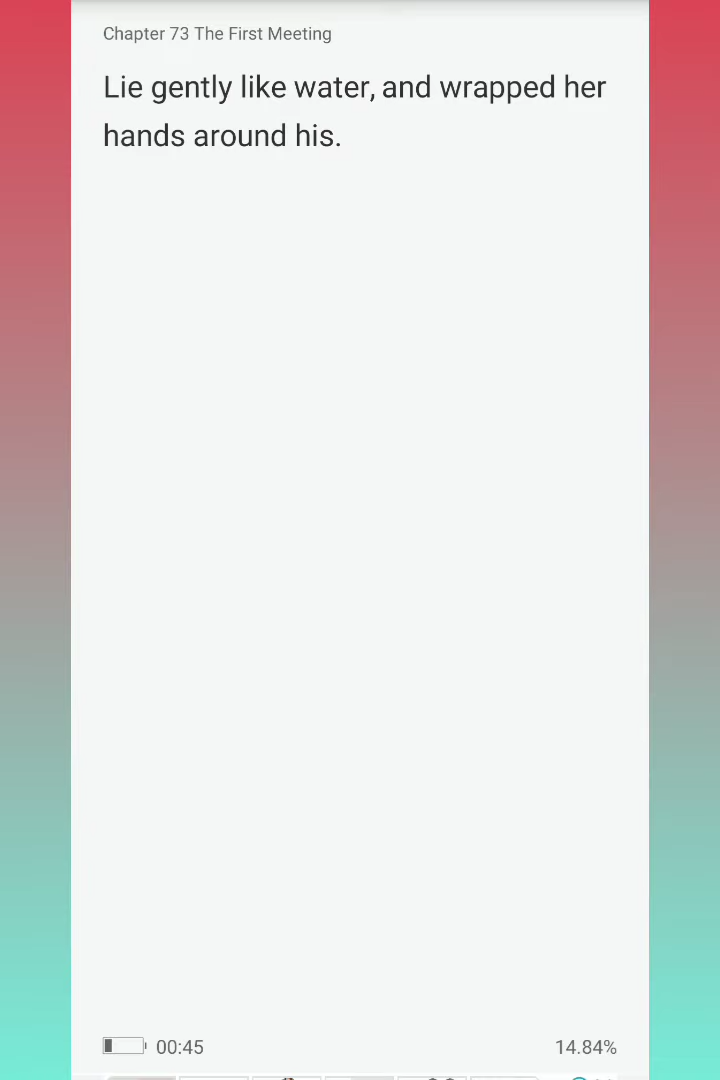 Chapter 73 The First Meeting
Lie gently like water, and wrapped her
hands around his.
00:45
14.84%